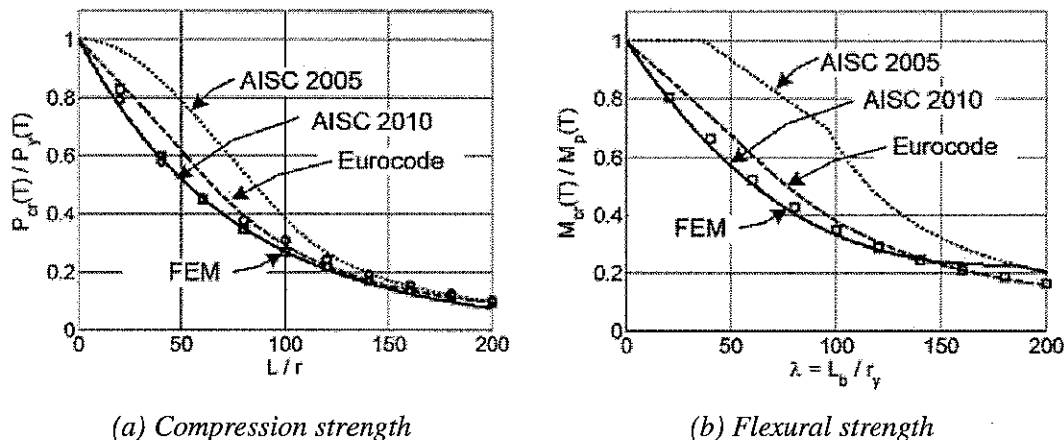 1
0.8
0.6
0.4
0.2
0
P_cr(T) / P_y(T)
AISC 2005
AISC 2010
Eurocode
FEM
0 50 100 150 200
L / r
(a) Compression strength
1
0.8
0.6
0.4
0.2
0
M_cr(T) / M_p(T)
AISC 2005
AISC 2010
Eurocode
FEM
0 50 100 150 200
λ = L_b / r_y
(b) Flexural strength